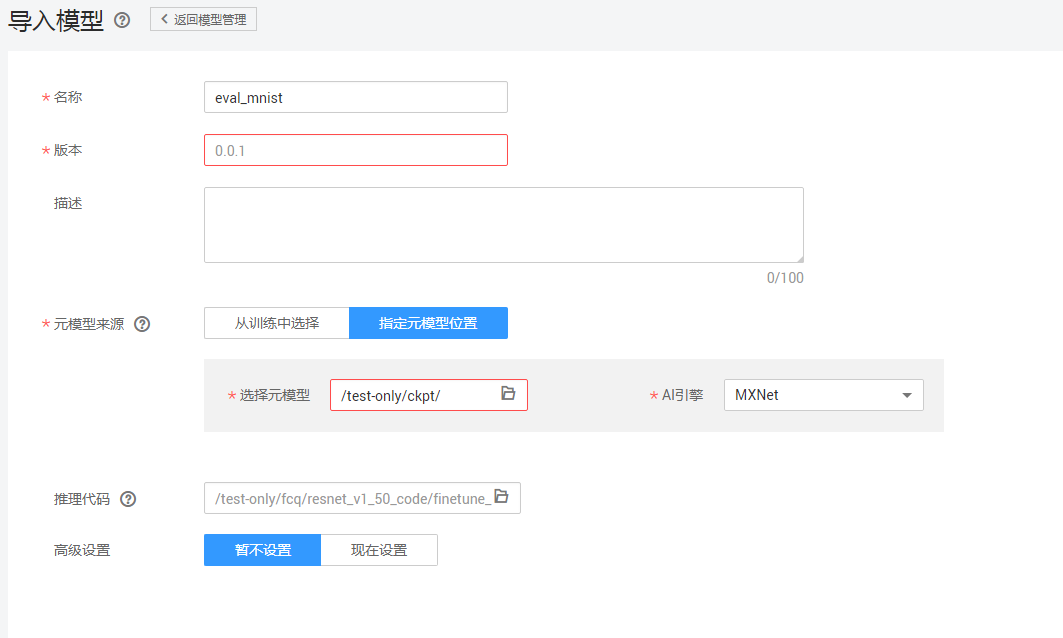 导入模型 ? < 返回模型管理
* 名称 eval_mnist
* 版本 0.0.1
描述
0/100
* 元模型来源 ? 从训练中选择 指定元模型位置
* 选择元模型 /test-only/ckpt/ * AI引擎 MXNet
推理代码 ? /test-only/fcq/resnet_v1_50_code/finetune_
高级设置 暂不设置 现在设置